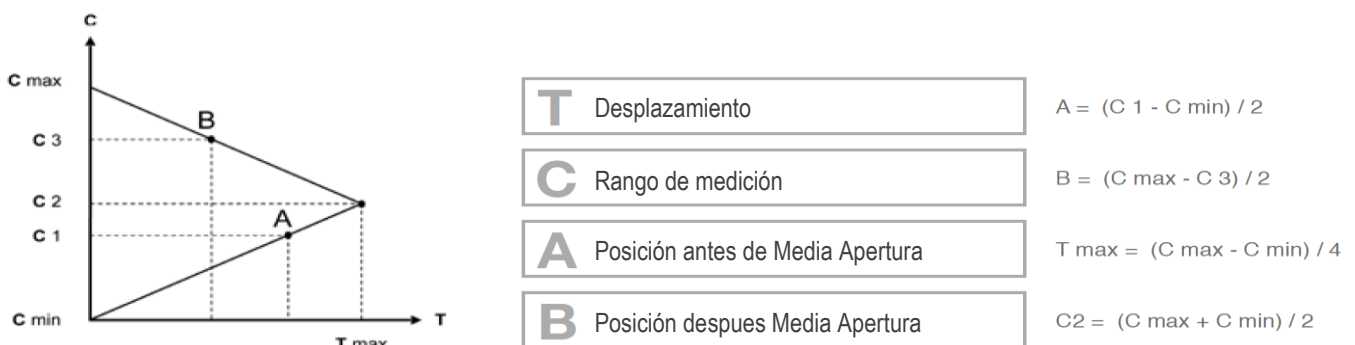 C
C max
B
C 3
C 2
A
C 1
C min
T
T max
T Desplazamiento
A = (C 1 - C min) / 2
C Rango de medición
B = (C max - C 3) / 2
A Posición antes de Media Apertura
T max = (C max - C min) / 4
B Posición despues Media Apertura
C2 = (C max + C min) / 2